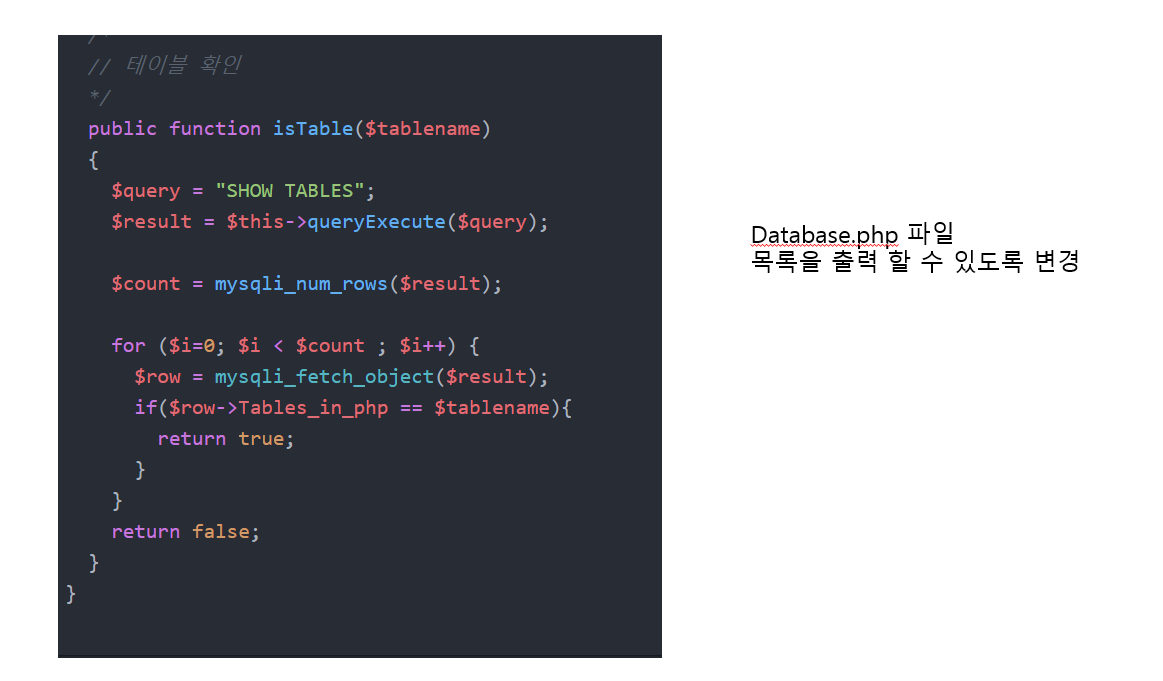 // 테이블 확인
*/
public function isTable($tablename)
{
$query = "SHOW TABLES";
$result = $this->queryExecute($query);
$count = mysqli_num_rows($result);
for ($i=0; $i < $count ; $i++) {
$row = mysqli_fetch_object($result);
if($row->Tables_in_php == $tablename){
return true;
}
}
return false;
}
}
Database.php 파일
목록을 출력 할 수 있도록 변경